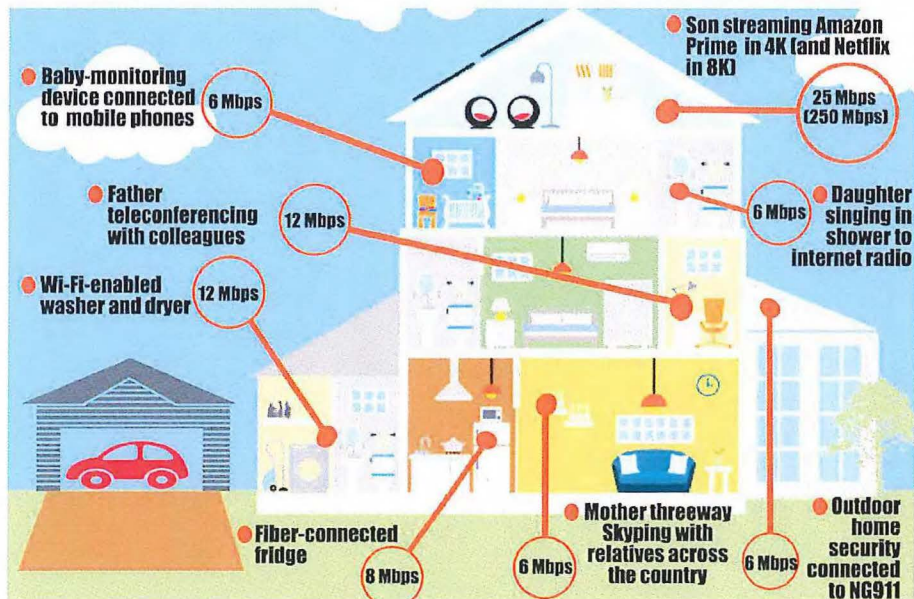 Son streaming Amazon
Prime in 4K (and Netflix
in 8K)
25 Mbps
(250 Mbps)
Baby-monitoring
device connected
to mobile phones
6 Mbps
Father
teleconferencing
with colleagues
12 Mbps
6 Mbps
Daughter
singing in
shower to
internet radio
Wi-Fi-enabled
washer and dryer
12 Mbps
Fiber-connected
fridge
8 Mbps
6 Mbps
Mother threeway
Skyping with
relatives across
the country
6 Mbps
Outdoor
home
security
connected
to NG911